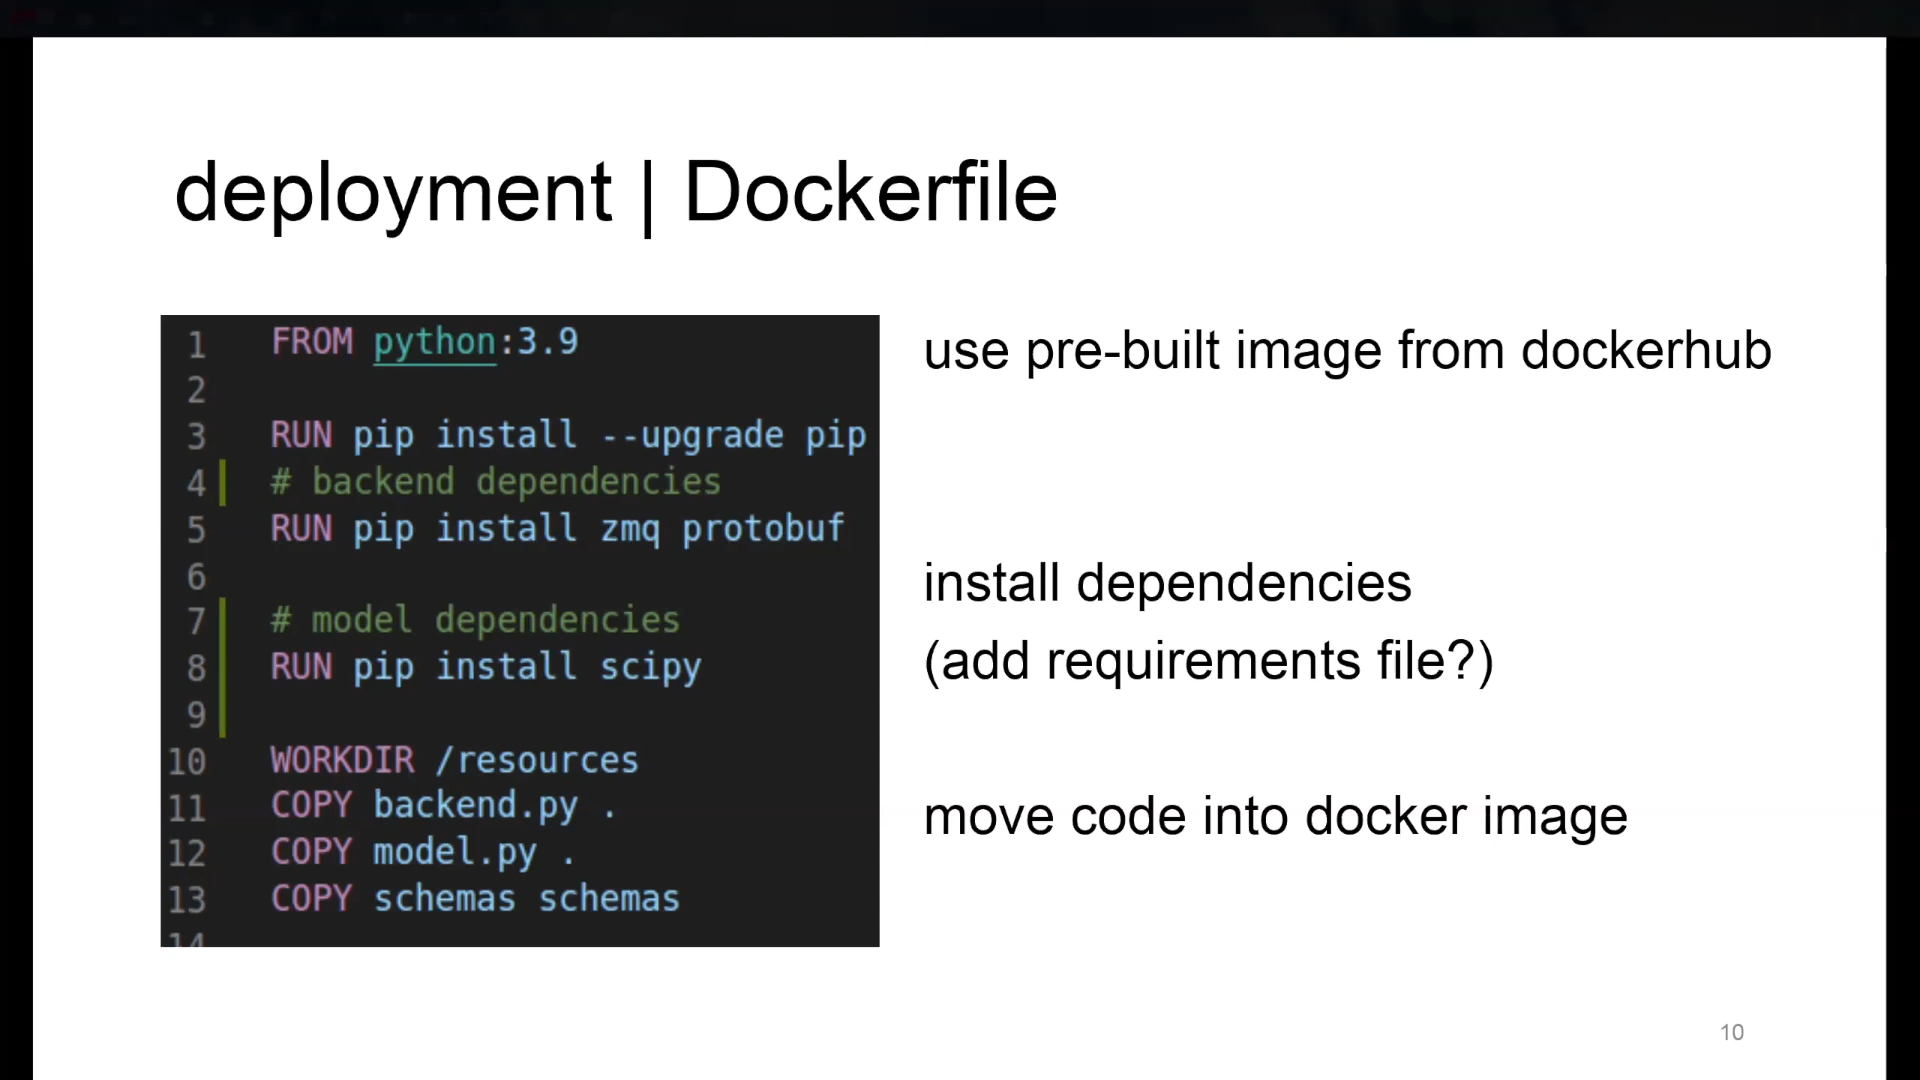 deployment | Dockerfile
1 FROM python:3.9
2
3 RUN pip install --upgrade pip
4 # backend dependencies
5 RUN pip install zmq protobuf
6
7 # model dependencies
8 RUN pip install scipy
9
10 WORKDIR /resources
11 COPY backend.py .
12 COPY model.py .
13 COPY schemas schemas
14
use pre-built image from dockerhub
install dependencies
(add requirements file?)
move code into docker image
10